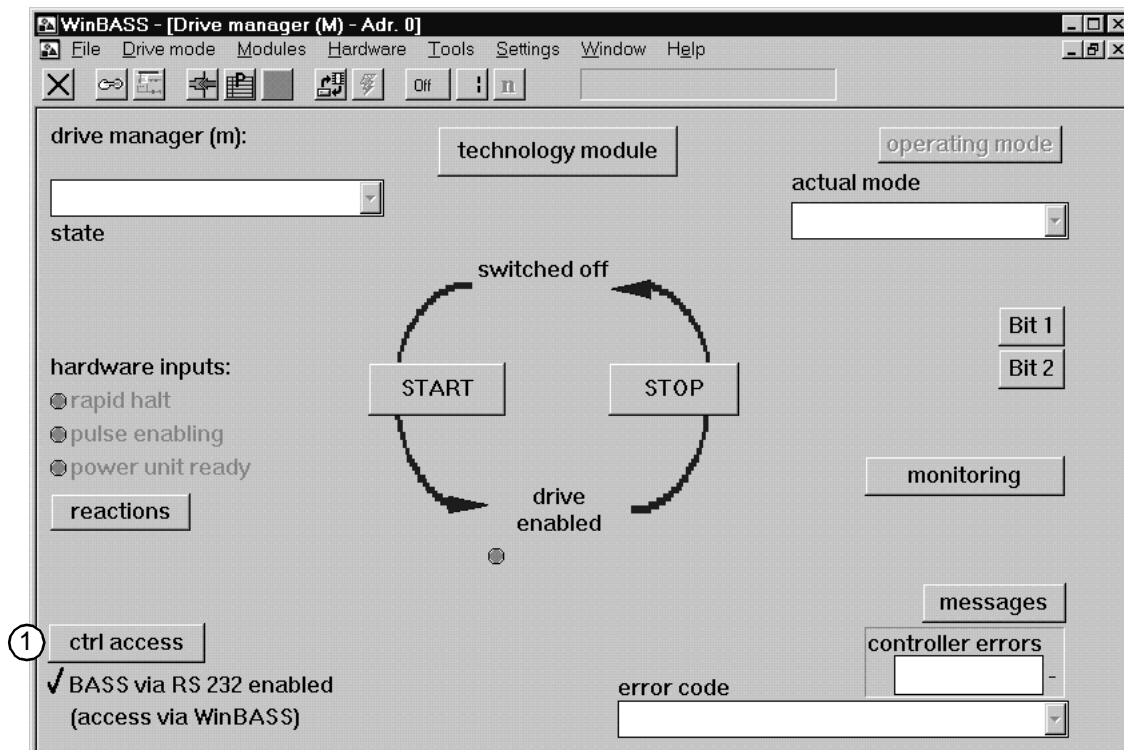 WinBASS - [Drive manager (M) - Adr. 0]
File Drive mode Modules Hardware Tools Settings Window Help
P Off n
drive manager (m):
technology module
operating mode
actual mode
state
switched off
Bit 1
hardware inputs:
Bit 2
START STOP
rapid halt
pulse enabling
power unit ready
monitoring
reactions
drive
enabled
messages
1 ctrl access
controller errors
BASS via RS 232 enabled
-
error code
(access via WinBASS)